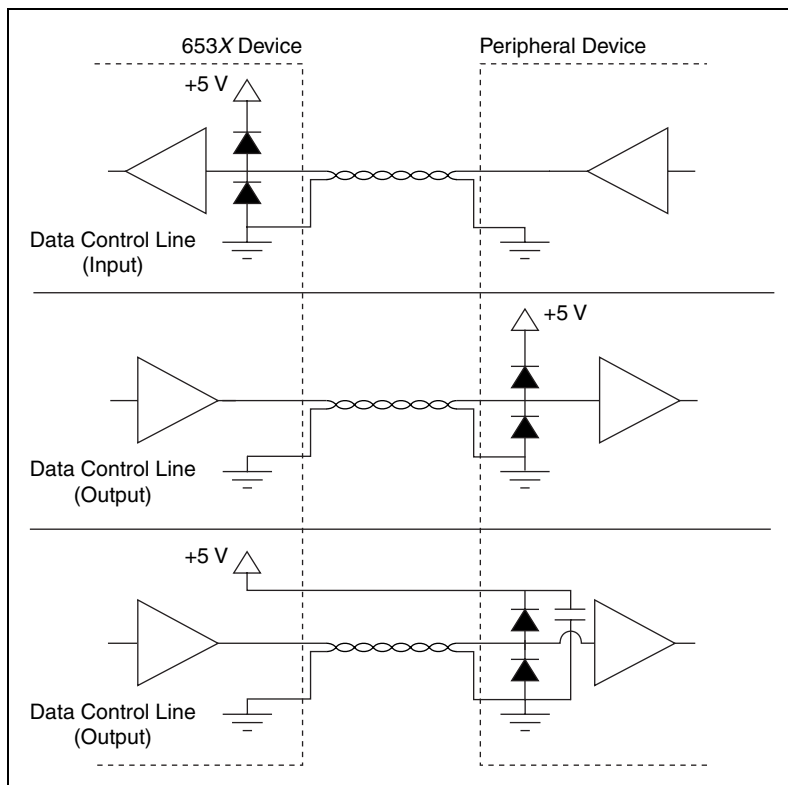 653X Device
Peripheral Device
+5 V
Data Control Line
(Input)
+5 V
Data Control Line
(Output)
+5 V
Data Control Line
(Output)